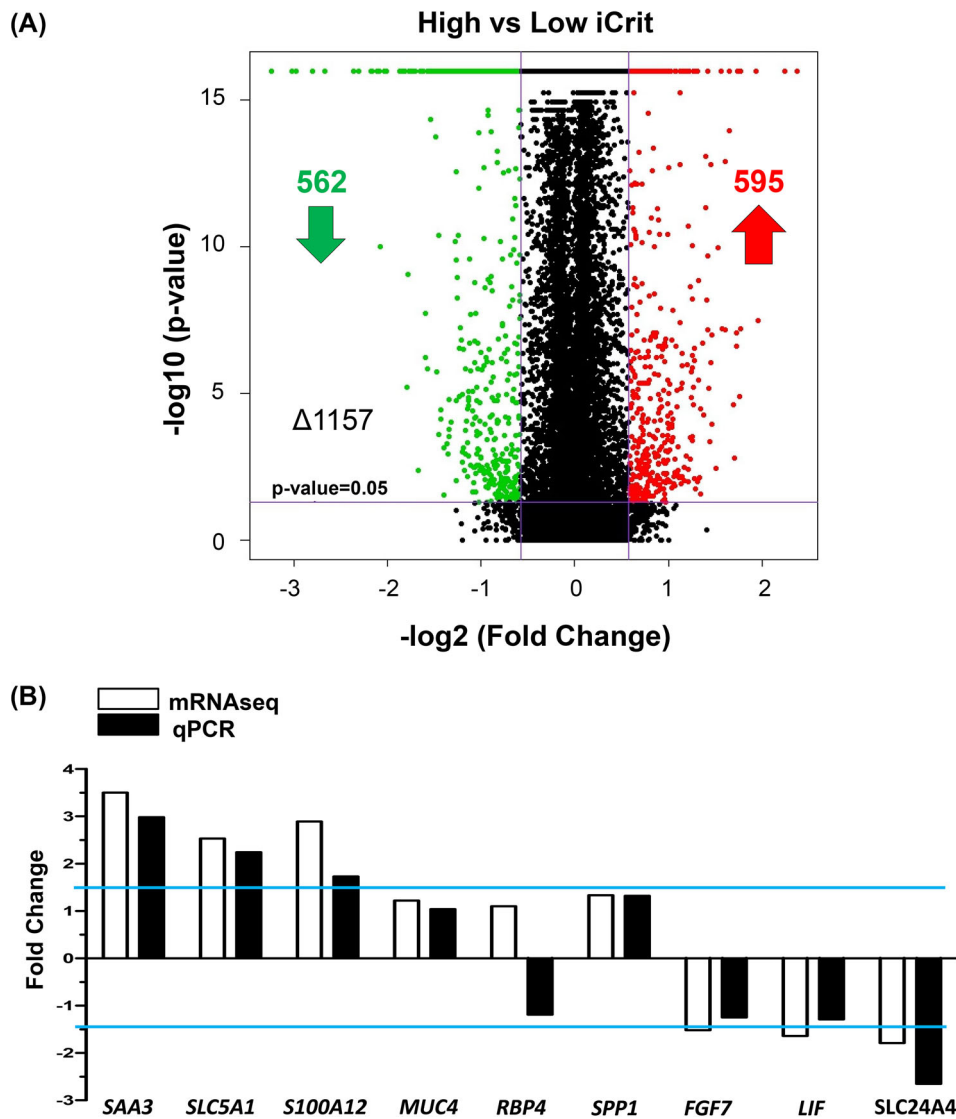 (A)
High vs Low iCrit
15
10
5
0
-log10 (p-value)
562
595
Δ1157
p-value=0.05
-3 -2 -1 0 1 2
-log2 (Fold Change)
(B)
mRNAseq
qPCR
4
3
2
1
0
-1
-2
-3
Fold Change
SAA3 SLC5A1 S100A12 MUC4 RBP4 SPP1 FGF7 LIF SLC24A4